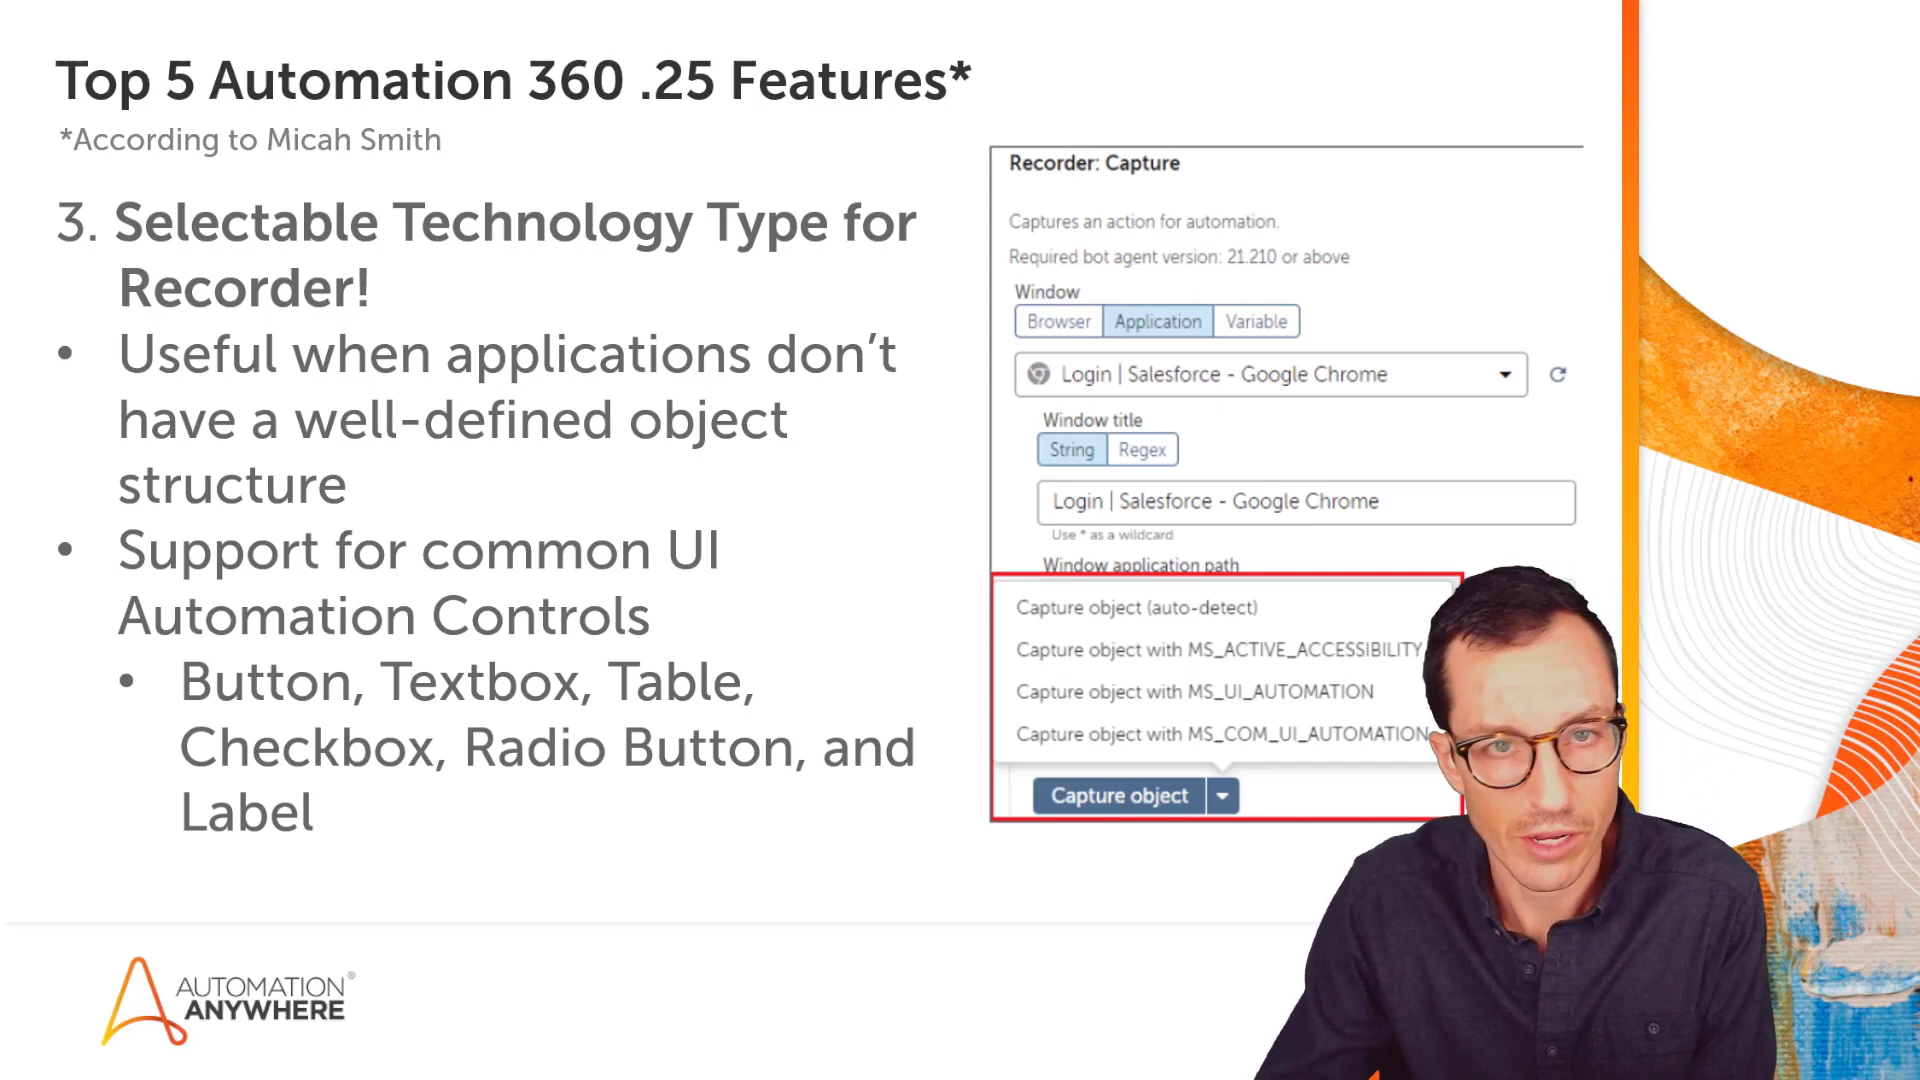 Top 5 Automation 360 .25 Features*
*According to Micah Smith
3. Selectable Technology Type for
Recorder!
• Useful when applications don’t
have a well-defined object
structure
• Support for common UI
Automation Controls
• Button, Textbox, Table,
Checkbox, Radio Button, and
Label
Recorder: Capture
Captures an action for automation.
Required bot agent version: 21.210 or above
Window
Browser Application Variable
Login | Salesforce - Google Chrome
Window title
String Regex
Login | Salesforce - Google Chrome
Use * as a wildcard
Window application path
Capture object (auto-detect)
Capture object with MS_ACTIVE_ACCESSIBILITY
Capture object with MS_UI_AUTOMATION
Capture object with MS_COM_UI_AUTOMATION
Capture object
AUTOMATION®
ANYWHERE